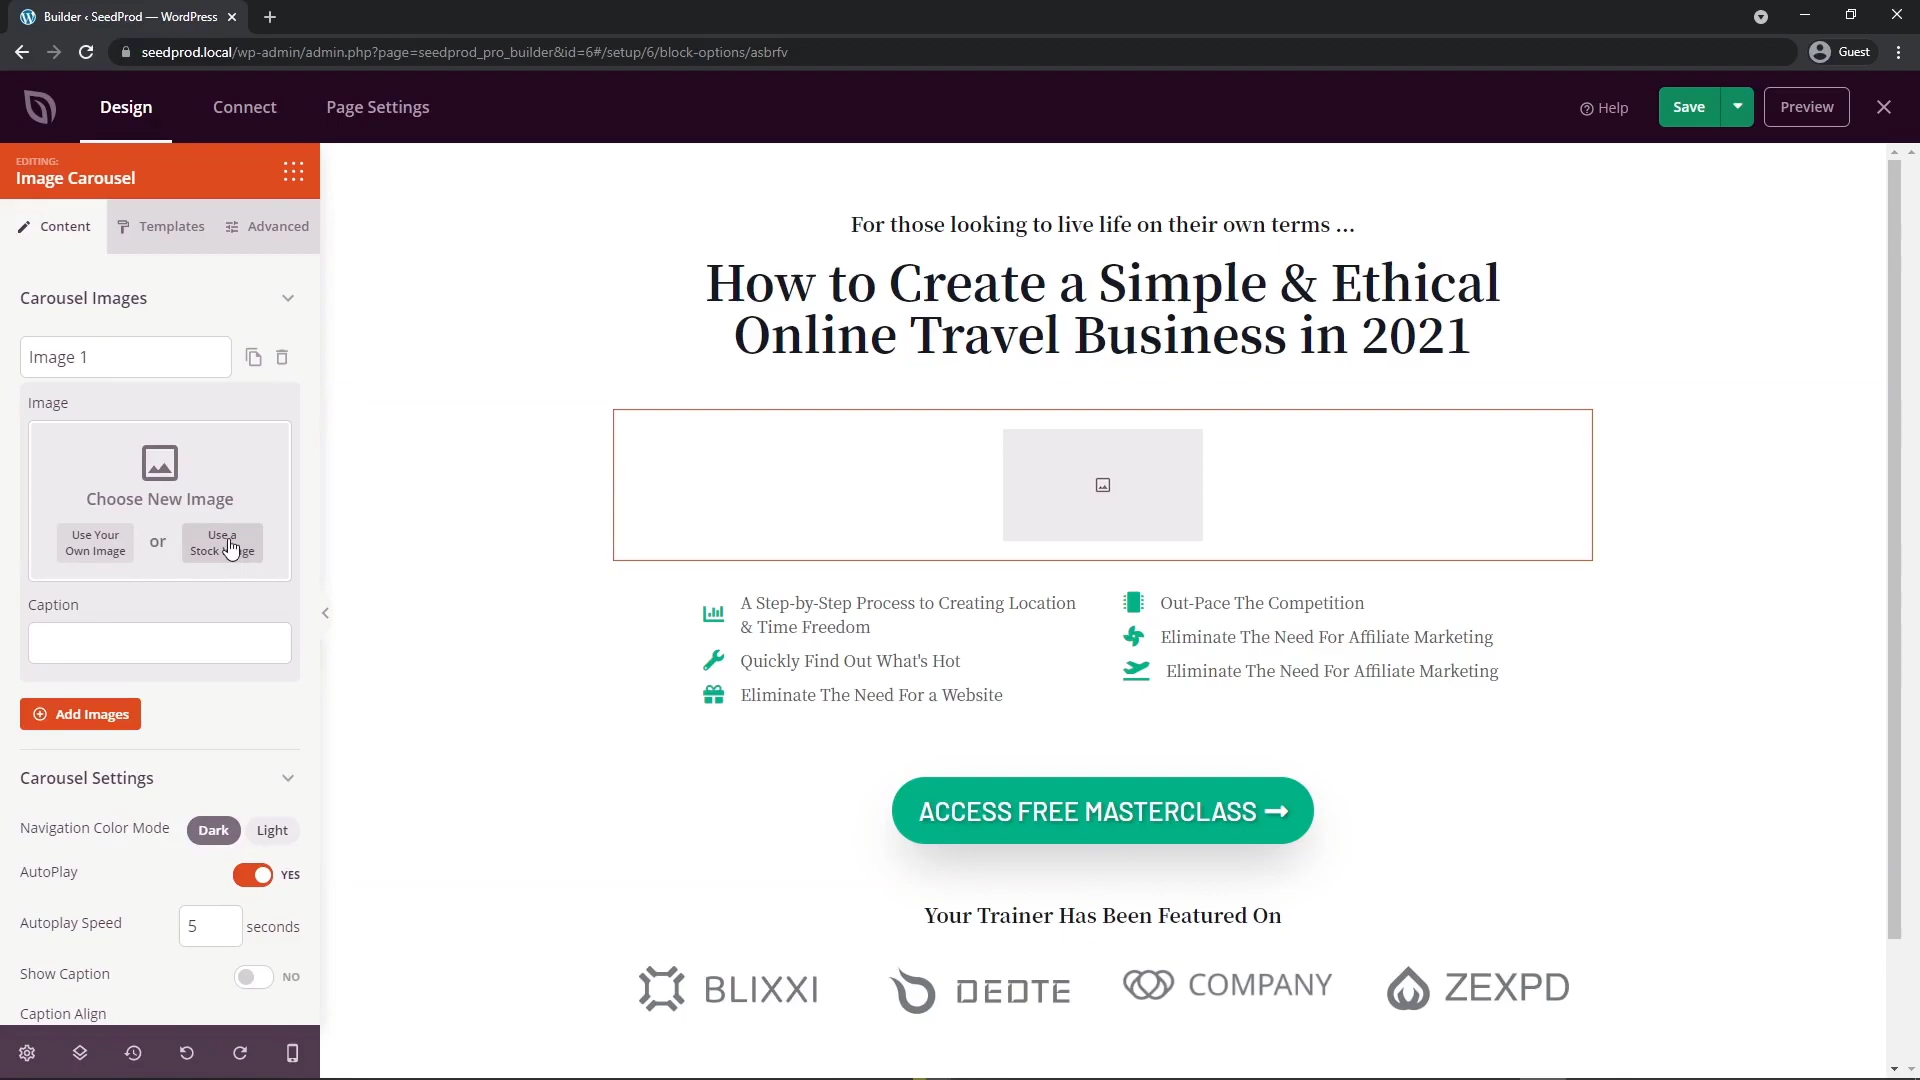 Builder ‹ SeedProd — WordPress
seedprod.local/wp-admin/admin.php?page=seedprod_pro_builder&id=6#/setup/6/block-options/asbrfv
Guest
Design
Connect
Page Settings
Help
Save
Preview
EDITING:
Image Carousel
Content
Templates
Advanced
Carousel Images
Image 1
Image
Choose New Image
Use Your
Own Image
or
Use a
Stock
Caption
Add Images
Carousel Settings
Navigation Color Mode
Dark
Light
AutoPlay
YES
Autoplay Speed
5
seconds
Show Caption
NO
Caption Align
For those looking to live life on their own terms ...
How to Create a Simple & Ethical
Online Travel Business in 2021
A Step-by-Step Process to Creating Location
& Time Freedom
Quickly Find Out What's Hot
Eliminate The Need For a Website
Out-Pace The Competition
Eliminate The Need For Affiliate Marketing
Eliminate The Need For Affiliate Marketing
ACCESS FREE MASTERCLASS
Your Trainer Has Been Featured On
BLIXXI
DEDTE
COMPANY
ZEXPD